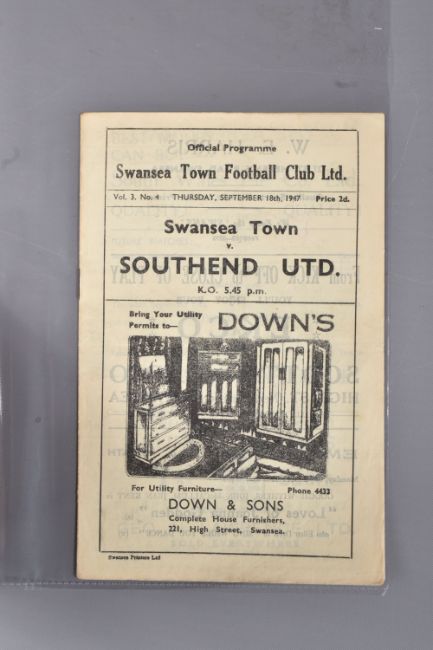 Official Programme
Swansea Town Football Club Ltd.
Vol. 3, No. 4 THURSDAY, SEPTEMBER 18th, 1947 Price 2d.
Swansea Town
v.
SOUTHEND UTD.
K.O. 5.45 p.m.
Bring Your Utility
Permits to—
DOWN'S
For Utility Furniture— Phone 4433
DOWN & SONS
Complete House Furnishers,
221, High Street, Swansea.
Swansea Printers Ltd